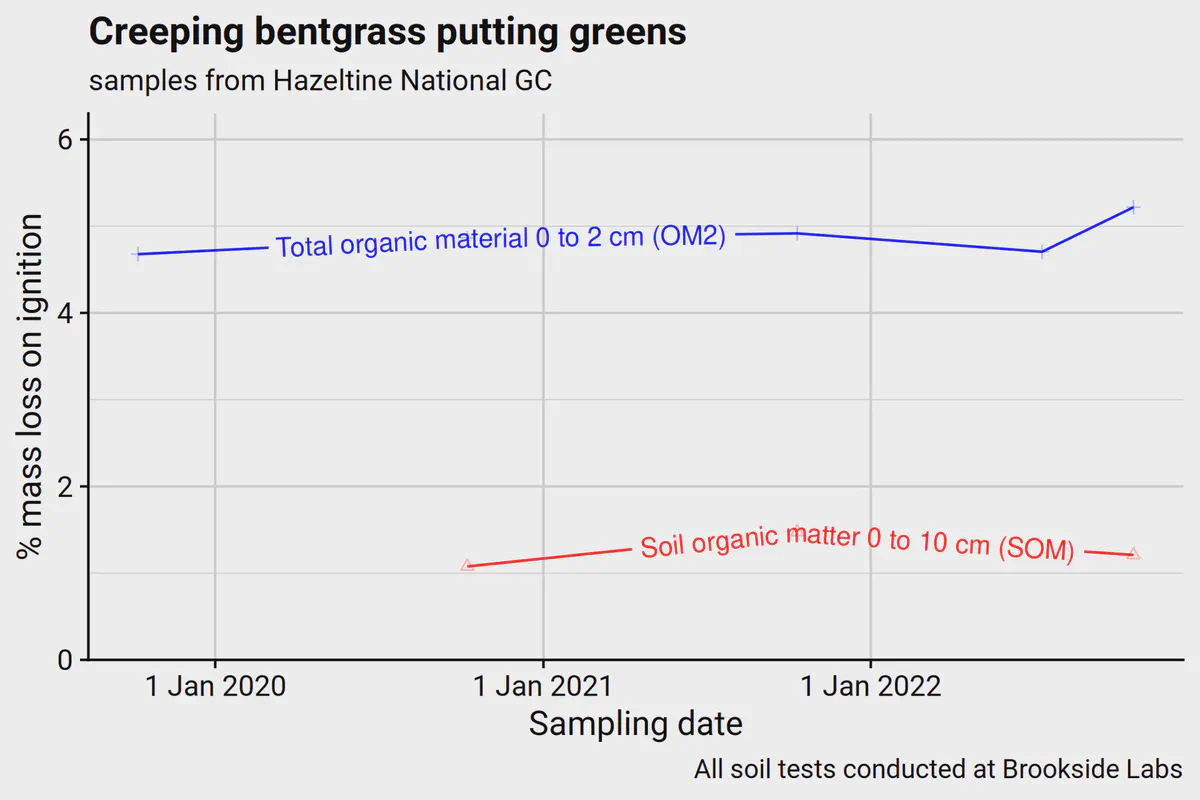 Creeping bentgrass putting greens
samples from Hazeltine National GC
% mass loss on ignition
6
4
2
0
Total organic material 0 to 2 cm (OM2)
Soil organic matter 0 to 10 cm (SOM)
1 Jan 2020
1 Jan 2021
1 Jan 2022
Sampling date
All soil tests conducted at Brookside Labs